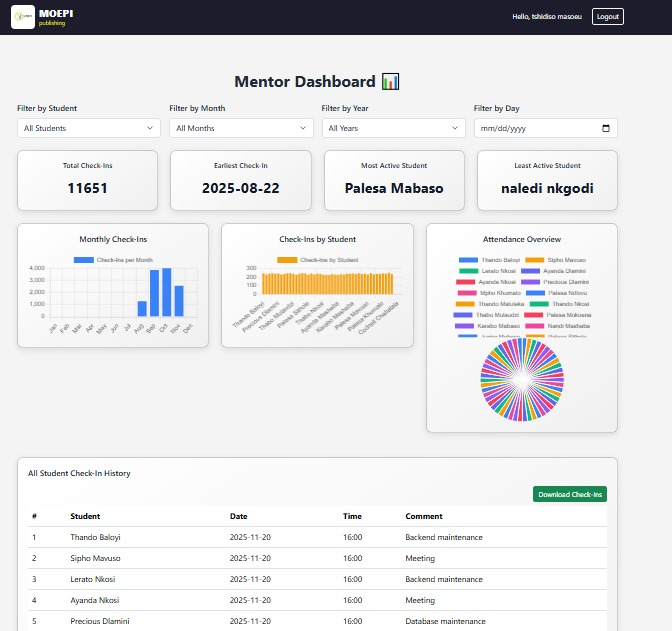 MOEPI
publishing
Hello, tshidiso masoeu
Logout
Mentor Dashboard
Filter by Student
Filter by Month
Filter by Year
Filter by Day
All Students
All Months
All Years
mm/dd/yyyy
Total Check-Ins
Earliest Check-In
Most Active Student
Least Active Student
11651
2025-08-22
Palesa Mabaso
naledi nkgodi
Monthly Check-Ins
Check-Ins per Month
4,000
3,000
2,000
1,000
0
Jan
Feb
Mar
Apr
May
Jun
Jul
Aug
Sep
Oct
Nov
Dec
Check-Ins by Student
Check-Ins by Student
300
200
100
0
Thando Baloyi
Precious Dlamini
Thabo Mulaudzi
Thabo Nkosi
Karabo Mabaso
Palesa Mavuso
Palesa Khumalo
Attendance Overview
Thando Baloyi Sipho Mavuso
Lerato Nkosi Ayanda Dlamini
Ayanda Nkosi Precious Dlamini
Mpho Khumalo Palesa Ndlovu
Thando Maluleka Thando Nkosi
Thabo Mulaudzi Palesa Mokoena
Karabo Mabaso Nandi Mashaba
All Student Check-In History
Download Check-Ins
# Student Date Time Comment
1 Thando Baloyi 2025-11-20 16:00 Backend maintenance
2 Sipho Mavuso 2025-11-20 16:00 Meeting
3 Lerato Nkosi 2025-11-20 16:00 Backend maintenance
4 Ayanda Nkosi 2025-11-20 16:00 Meeting
5 Precious Dlamini 2025-11-20 16:00 Database maintenance